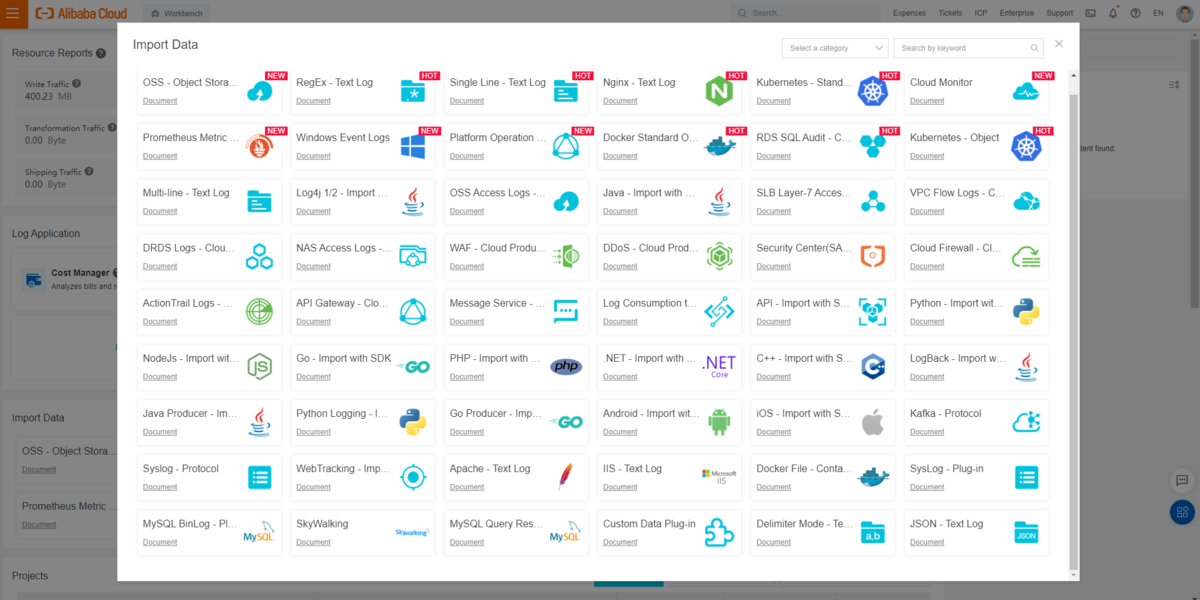 Alibaba Cloud
Workbench
Search...
Expenses Tickets ICP Enterprise Support EN
Resource Reports
Write Traffic
400.23 MB
Transformation Traffic
0.00 Byte
Shipping Traffic
0.00 Byte
Log Application
Cost Manager
Analyzes bills and r
Import Data
OSS - Object Stora...
Document
Prometheus Metric
Document
Projects
tent found.
Import Data
Select a category
Search by keyword
OSS - Object Stora... NEW
Document
RegEx - Text Log HOT
Document
Single Line - Text Log HOT
Document
Nginx - Text Log HOT
Document
Kubernetes - Stand... HOT
Document
Cloud Monitor NEW
Document
Prometheus Metric ... NEW
Document
Windows Event Logs NEW
Document
Platform Operation ... NEW
Document
Docker Standard O... HOT
Document
RDS SQL Audit - C... HOT
Document
Kubernetes - Object HOT
Document
Multi-line - Text Log
Document
Log4j 1/2 - Import ...
Document
OSS Access Logs -...
Document
Java - Import with ...
Document
SLB Layer-7 Acces...
Document
VPC Flow Logs - C...
Document
DRDS Logs - Clou...
Document
NAS Access Logs -...
Document
WAF - Cloud Produ...
Document
DDoS - Cloud Prod...
Document
Security Center(SA...
Document
Cloud Firewall - Cl...
Document
ActionTrail Logs - ...
Document
API Gateway - Clo...
Document
Message Service - ...
Document
Log Consumption t...
Document
API - Import with S...
Document
Python - Import wit...
Document
NodeJs - Import wit...
Document
JS
Go - Import with SDK
Document
GO
PHP - Import with ...
Document
php
.NET - Import with ...
Document
.NET
Core
C++ - Import with S...
Document
LogBack - Import w...
Document
Java Producer - Im...
Document
Python Logging - I...
Document
Go Producer - Imp...
Document
GO
Android - Import wit...
Document
iOS - Import with S...
Document
Kafka - Protocol
Document
Syslog - Protocol
Document
WebTracking - Imp...
Document
Apache - Text Log
Document
IIS - Text Log
Document
Microsoft
IIS
Docker File - Conta...
Document
SysLog - Plug-in
Document
MySQL BinLog - Pl...
Document
MySQL
SkyWalking
Document
SkyWalking
MySQL Query Res...
Document
MySQL
Custom Data Plug-in
Document
Delimiter Mode - Te...
Document
a,b
JSON - Text Log
Document
JSON